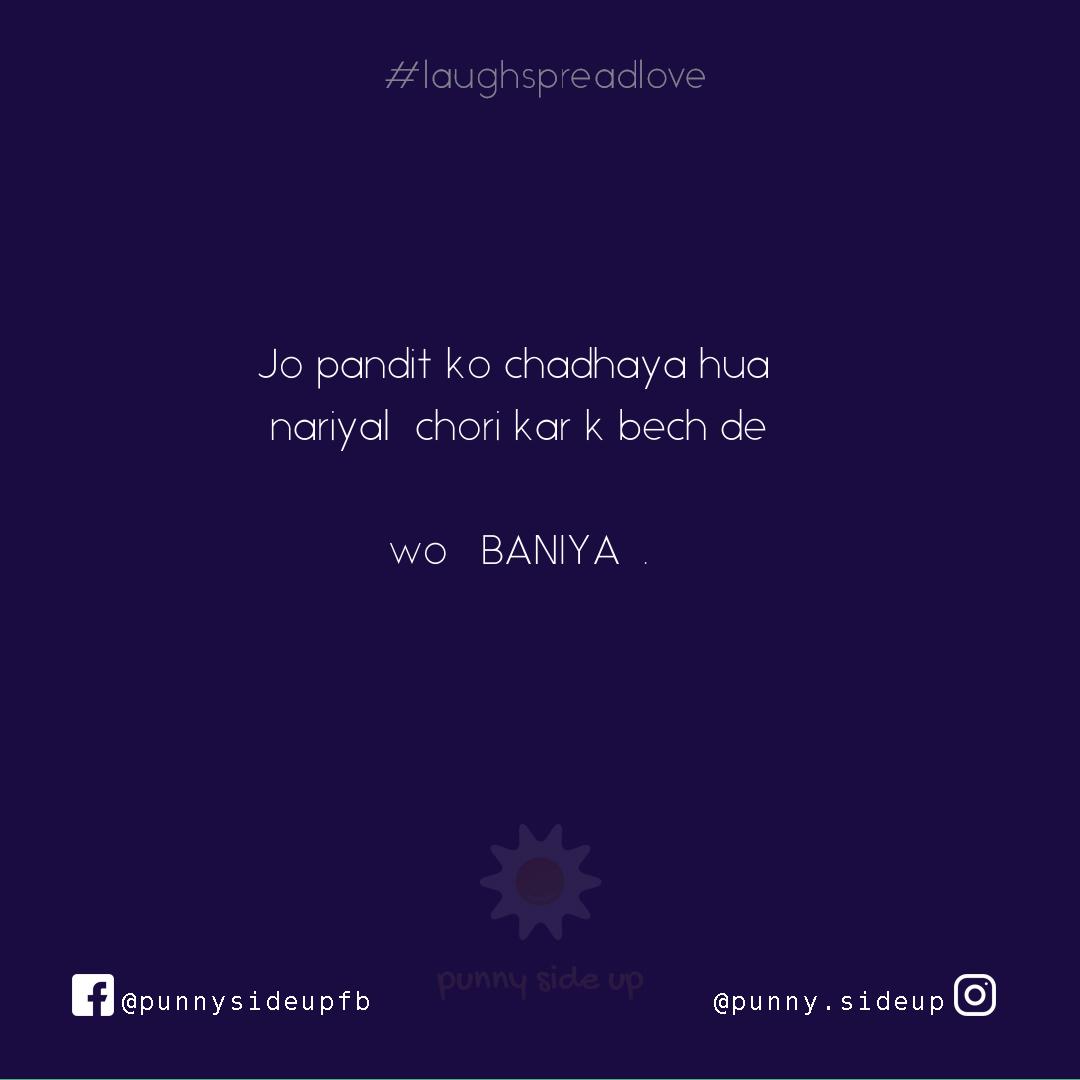 #laughspreadlove
Jo pandit ko chadhaya hua
nariyal chori kar k bech de
wo BANIYA .
punny side up
@punnysideupfb
@punny.sideup